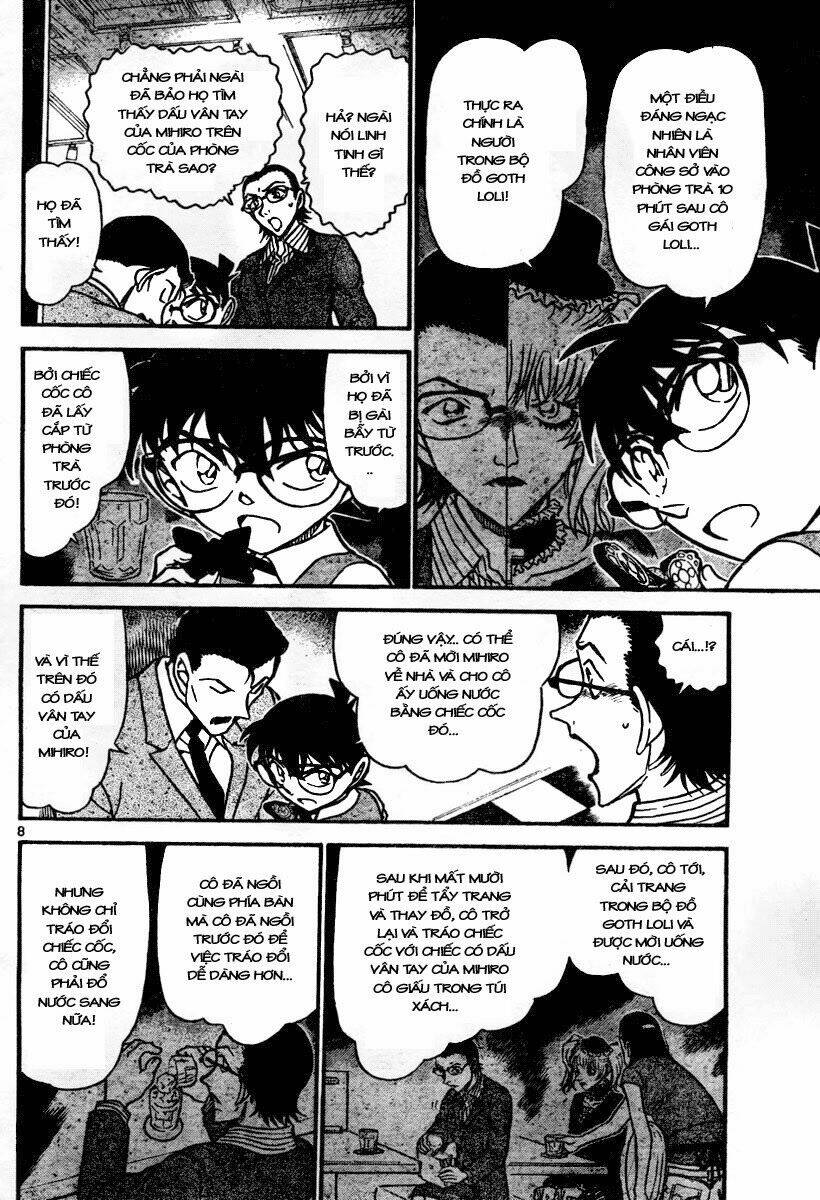 MỘT ĐIỀU
ĐÁNG NGẠC
NHIÊN LÀ
NHÂN VIÊN
CÔNG SỞ VÀO
PHÒNG TRÀ 10
PHÚT SAU CÔ
GÁI GOTH
LOLI...
THỰC RA
CHÍNH LÀ
NGƯỜI
TRONG BỘ
ĐỒ GOTH
LOLI!
HẢ? NGÀI
NÓI LINH
TINH GÌ
THẾ?
CHẲNG PHẢI NGÀI
ĐÃ BẢO HỌ TÌM
THẤY DẤU VÂN TAY
CỦA MIHIRO TRÊN
CỐC CỦA PHÒNG
TRÀ SAO?
HỌ ĐÃ
TÌM
THẤY!
BỞI VÌ
HỌ ĐÃ
BỊ GÀI
BẪY TỪ
TRƯỚC.
..
BỞI CHIẾC
CỐC CÔ
ĐÃ LẤY
CẮP TỪ
PHÒNG
TRÀ
TRƯỚC
ĐÓ!
CÁI...!?
ĐÚNG VẬY.. CÓ THỂ
CÔ ĐÃ MỜI MIHIRO
VỀ NHÀ VÀ CHO CÔ
ẤY UỐNG NƯỚC
BẰNG CHIẾC CỐC
ĐÓ...
VÀ VÌ THẾ
TRÊN ĐÓ
CÓ DẤU
VÂN TAY
CỦA
MIHIRO!
8
SAU ĐÓ, CÔ TỚI,
CẢI TRANG
TRONG BỘ ĐỒ
GOTH LOLI VÀ
ĐƯỢC MỜI UỐNG
NƯỚC...
SAU KHI MẤT MƯỜI
PHÚT ĐỂ TẨY TRANG
VÀ THAY ĐỒ, CÔ TRỞ
LẠI VÀ TRÁO CHIẾC
CỐC VỚI CHIẾC CÓ DẤU
VÂN TAY CỦA MIHIRO
CÔ GIẤU TRONG TÚI
XÁCH...
CÔ ĐÃ NGỒI
CÙNG PHÍA BÀN
MÀ CÔ ĐÃ NGỒI
TRƯỚC ĐÓ ĐỂ
VIỆC TRÁO ĐỔI
DỄ DÀNG HƠN...
NHƯNG
KHÔNG CHỈ
TRÁO ĐỔI
CHIẾC CỐC,
CÔ CŨNG
PHẢI ĐỔ
NƯỚC SANG
NỮA!